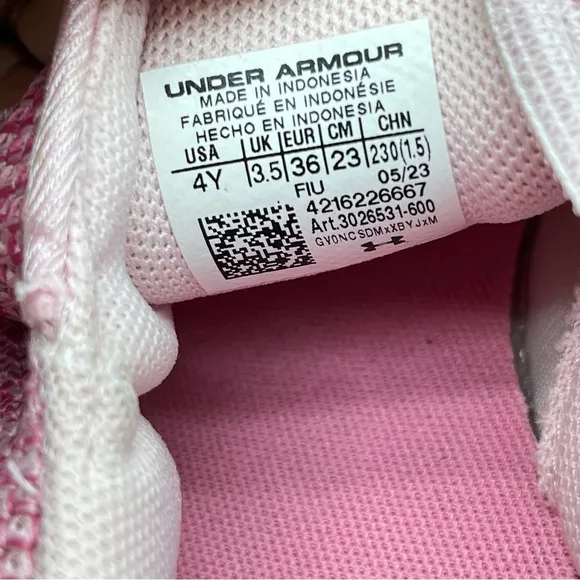 UNDER ARMOUR
MADE IN INDONESIA
FABRIQUÉ EN INDONÉSIE
HECHO EN INDONESIA
USA UK EUR CM CHN
4Y 3.5 36 23 230(1.5)
FIU 05/23
4216226667
Art.3026531-600
GY0NCSDMxXBYJxM